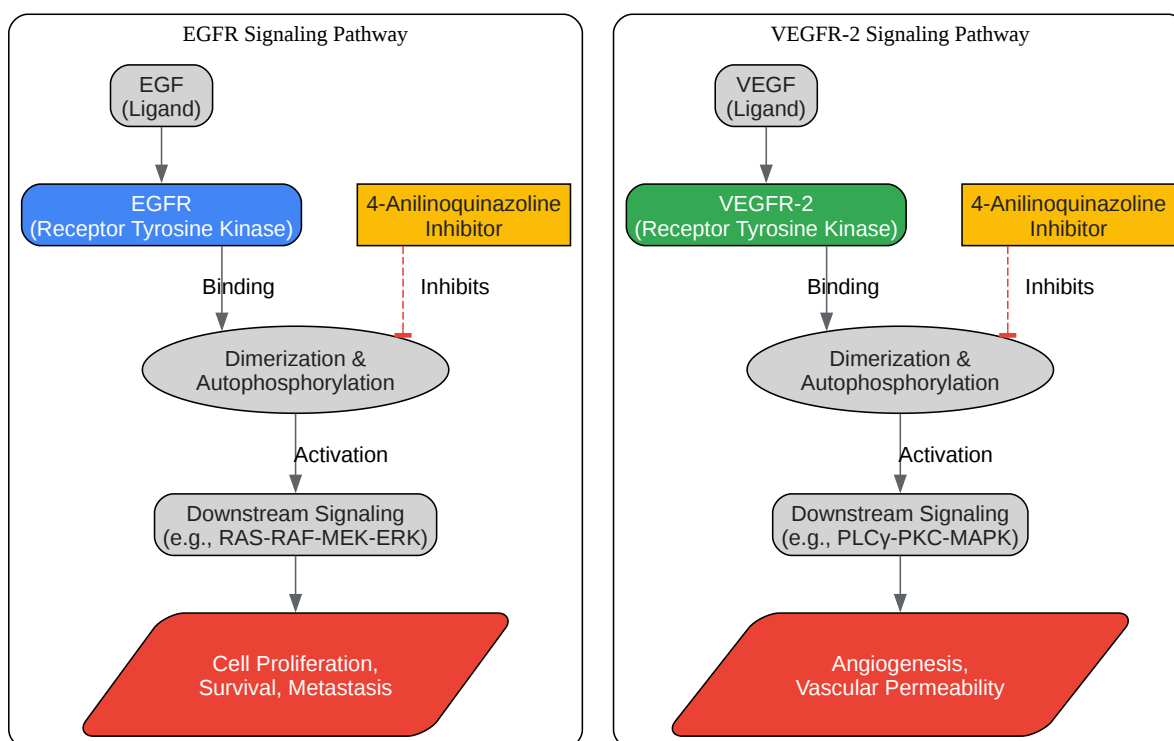 EGFR Signaling Pathway
EGF
(Ligand)
EGFR
(Receptor Tyrosine Kinase)
4-Anilinoquinazoline
Inhibitor
Binding
Inhibits
Dimerization &
Autophosphorylation
Activation
Downstream Signaling
(e.g., RAS-RAF-MEK-ERK)
Cell Proliferation,
Survival, Metastasis
VEGFR-2 Signaling Pathway
VEGF
(Ligand)
VEGFR-2
(Receptor Tyrosine Kinase)
4-Anilinoquinazoline
Inhibitor
Binding
Inhibits
Dimerization &
Autophosphorylation
Activation
Downstream Signaling
(e.g., PLCγ-PKC-MAPK)
Angiogenesis,
Vascular Permeability